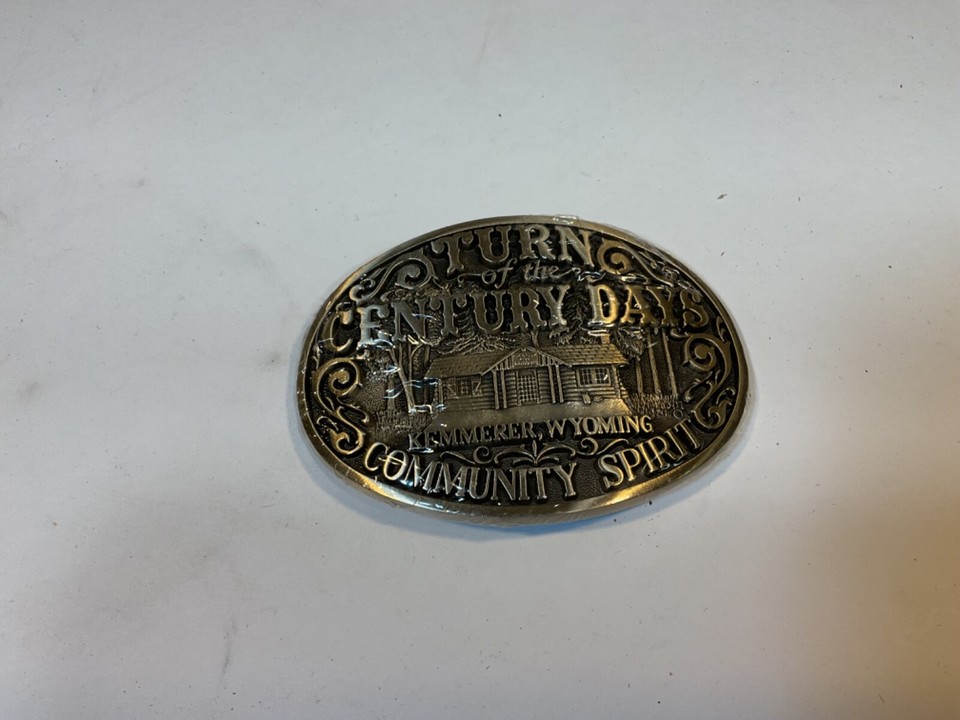 TURN
of the
CENTURY DAYS
KEMMERER, WYOMING
COMMUNITY SPIRIT